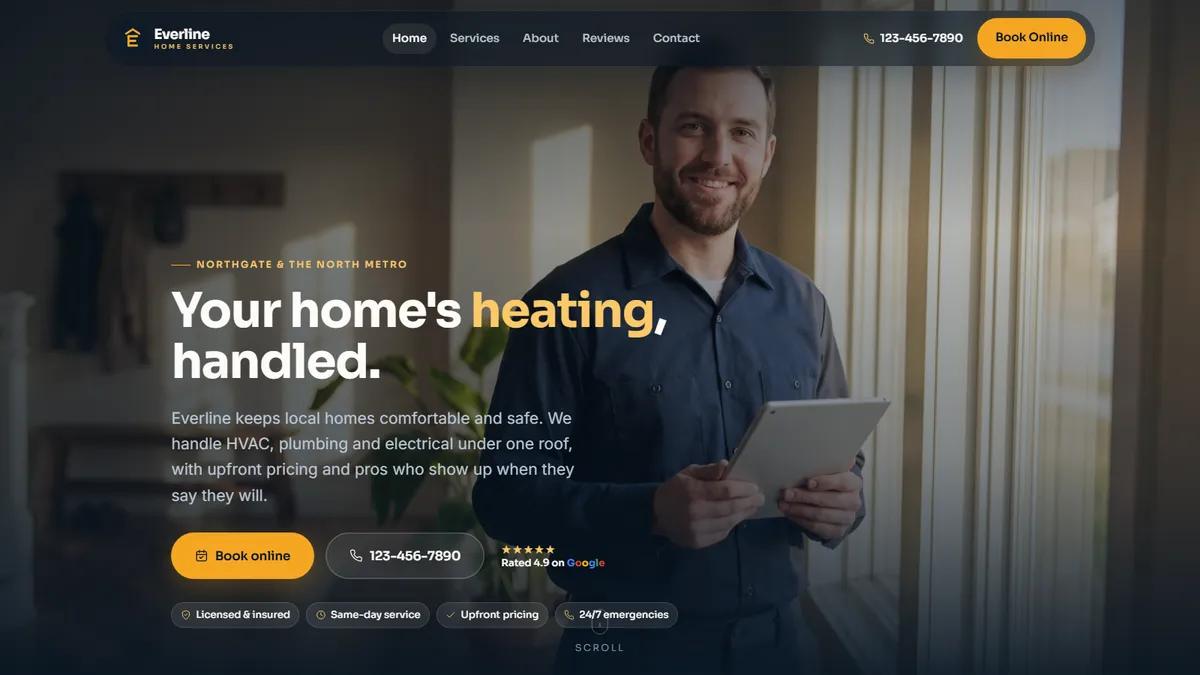 Everline
HOME SERVICES
Home
Services
About
Reviews
Contact
123-456-7890
Book Online
NORTHGATE & THE NORTH METRO
Your home's heating,
handled.
Everline keeps local homes comfortable and safe. We
handle HVAC, plumbing and electrical under one roof,
with upfront pricing and pros who show up when they
say they will.
Book online
123-456-7890
Rated 4.9 on Google
Licensed & insured
Same-day service
Upfront pricing
24/7 emergencies
SCROLL